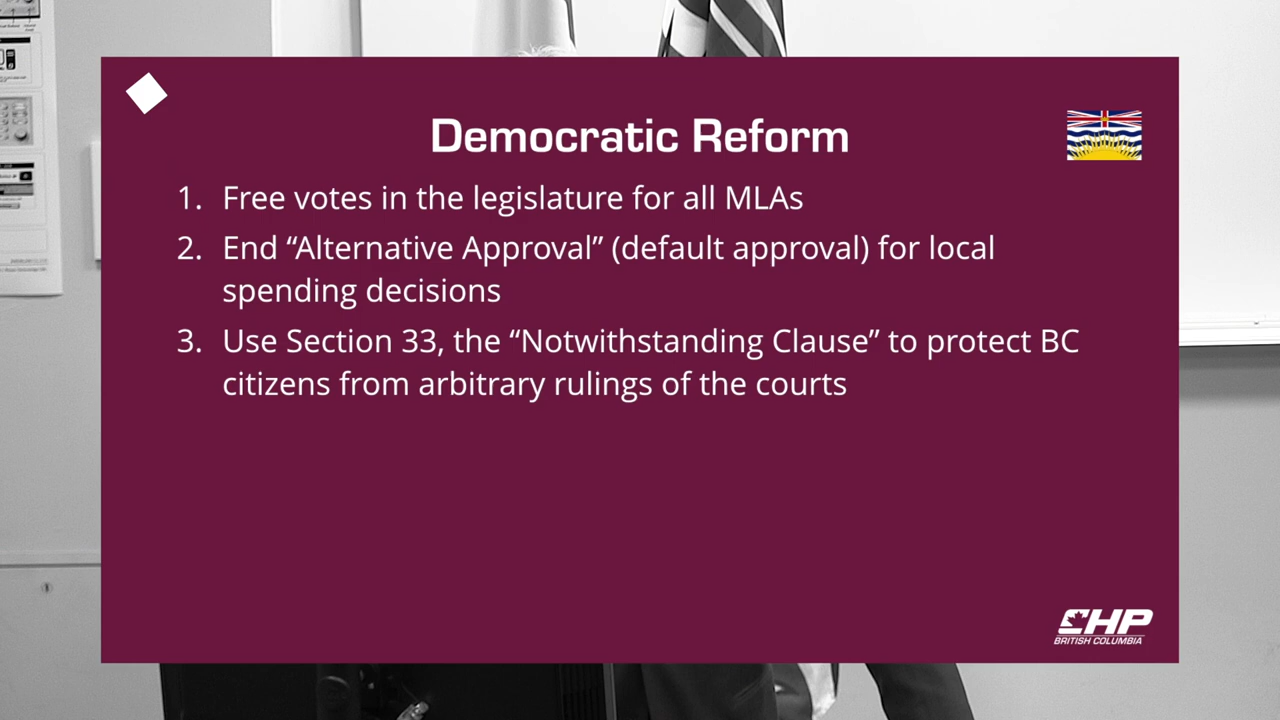 Democratic Reform
1. Free votes in the legislature for all MLAs
2. End “Alternative Approval” (default approval) for local
spending decisions
3. Use Section 33, the “Notwithstanding Clause” to protect BC
citizens from arbitrary rulings of the courts
CHP
BRITISH COLUMBIA